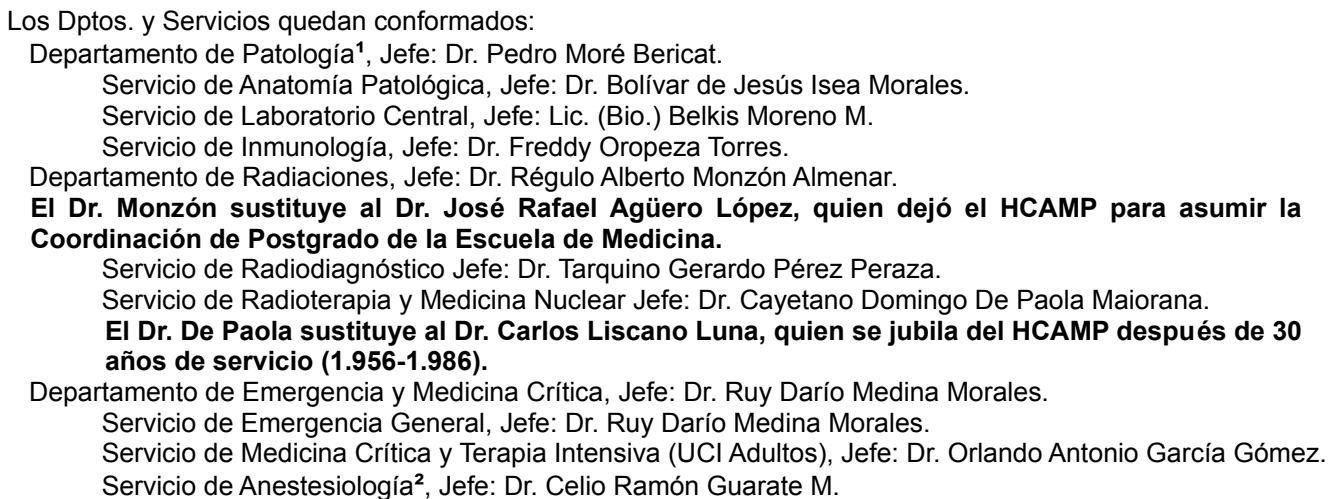 Los Dptos. y Servicios quedan conformados:
Departamento de Patología¹, Jefe: Dr. Pedro Moré Bericat.
Servicio de Anatomía Patológica, Jefe: Dr. Bolívar de Jesús Isea Morales.
Servicio de Laboratorio Central, Jefe: Lic. (Bio.) Belkis Moreno M.
Servicio de Inmunología, Jefe: Dr. Freddy Oropeza Torres.
Departamento de Radiaciones, Jefe: Dr. Régulo Alberto Monzón Almenar.
El Dr. Monzón sustituye al Dr. José Rafael Agüero López, quien dejó el HCAMP para asumir la
Coordinación de Postgrado de la Escuela de Medicina.
Servicio de Radiodiagnóstico Jefe: Dr. Tarquino Gerardo Pérez Peraza.
Servicio de Radioterapia y Medicina Nuclear Jefe: Dr. Cayetano Domingo De Paola Maiorana.
El Dr. De Paola sustituye al Dr. Carlos Liscano Luna, quien se jubila del HCAMP después de 30
años de servicio (1.956-1.986).
Departamento de Emergencia y Medicina Crítica, Jefe: Dr. Ruy Darío Medina Morales.
Servicio de Emergencia General, Jefe: Dr. Ruy Darío Medina Morales.
Servicio de Medicina Crítica y Terapia Intensiva (UCI Adultos), Jefe: Dr. Orlando Antonio García Gómez.
Servicio de Anestesiología², Jefe: Dr. Celio Ramón Guarate M.